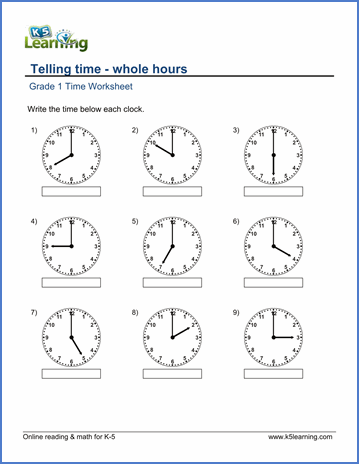 K5
Learning
Telling time - whole hours
Grade 1 Time Worksheet
Write the time below each clock.
1) 2) 3)
12 1 2 3 4 5 6 7 8 9 10 11
12 1 2 3 4 5 6 7 8 9 10 11
12 1 2 3 4 5 6 7 8 9 10 11
4) 5) 6)
12 1 2 3 4 5 6 7 8 9 10 11
12 1 2 3 4 5 6 7 8 9 10 11
12 1 2 3 4 5 6 7 8 9 10 11
7) 8) 9)
12 1 2 3 4 5 6 7 8 9 10 11
12 1 2 3 4 5 6 7 8 9 10 11
12 1 2 3 4 5 6 7 8 9 10 11
Online reading & math for K-5 www.k5learning.com